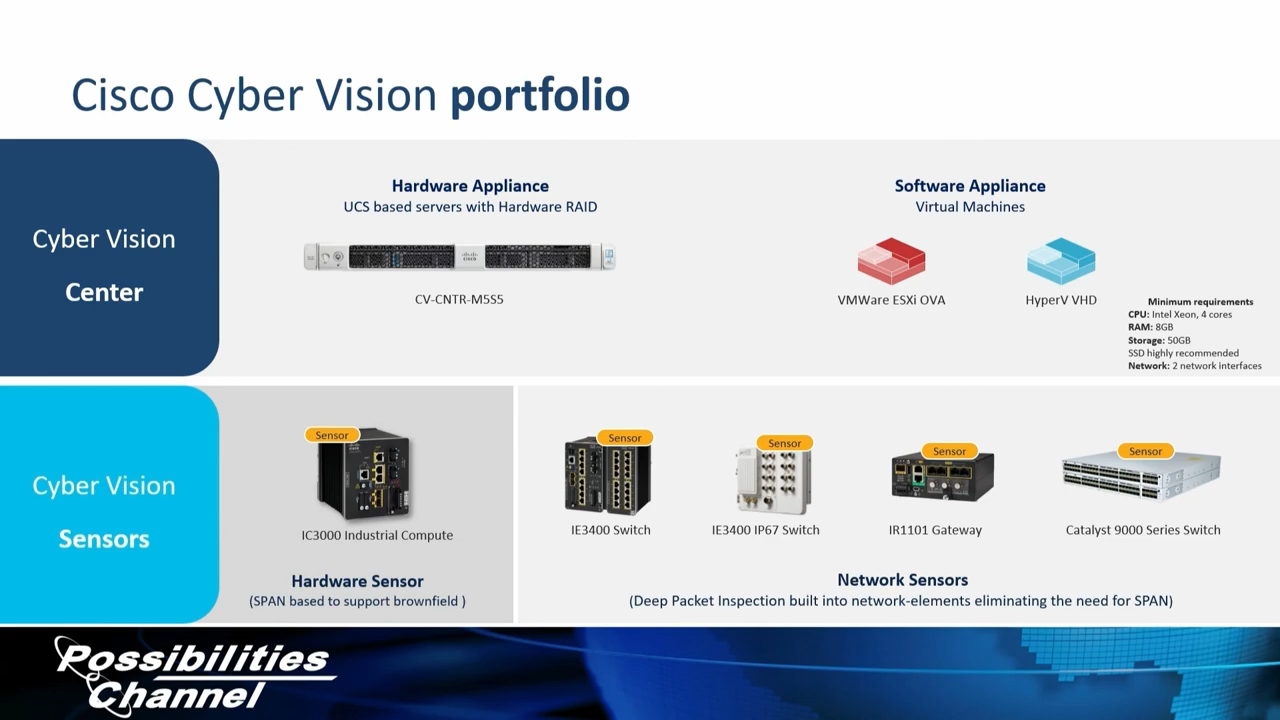 Cisco Cyber Vision portfolio
Cyber Vision
Center
Hardware Appliance
UCS based servers with Hardware RAID
CISCO
CV-CNTR-M5S5
Software Appliance
Virtual Machines
VMWare ESXi OVA
HyperV VHD
Minimum requirements
CPU: Intel Xeon, 4 cores
RAM: 8GB
Storage: 50GB
SSD highly recommended
Network: 2 network interfaces
Cyber Vision
Sensors
Sensor
IC3000 Industrial Compute
Hardware Sensor
(SPAN based to support brownfield )
Sensor
IE3400 Switch
Sensor
IE3400 IP67 Switch
Sensor
IR1101 Gateway
Sensor
Catalyst 9000 Series Switch
Network Sensors
(Deep Packet Inspection built into network-elements eliminating the need for SPAN)
Possibilities
Channel